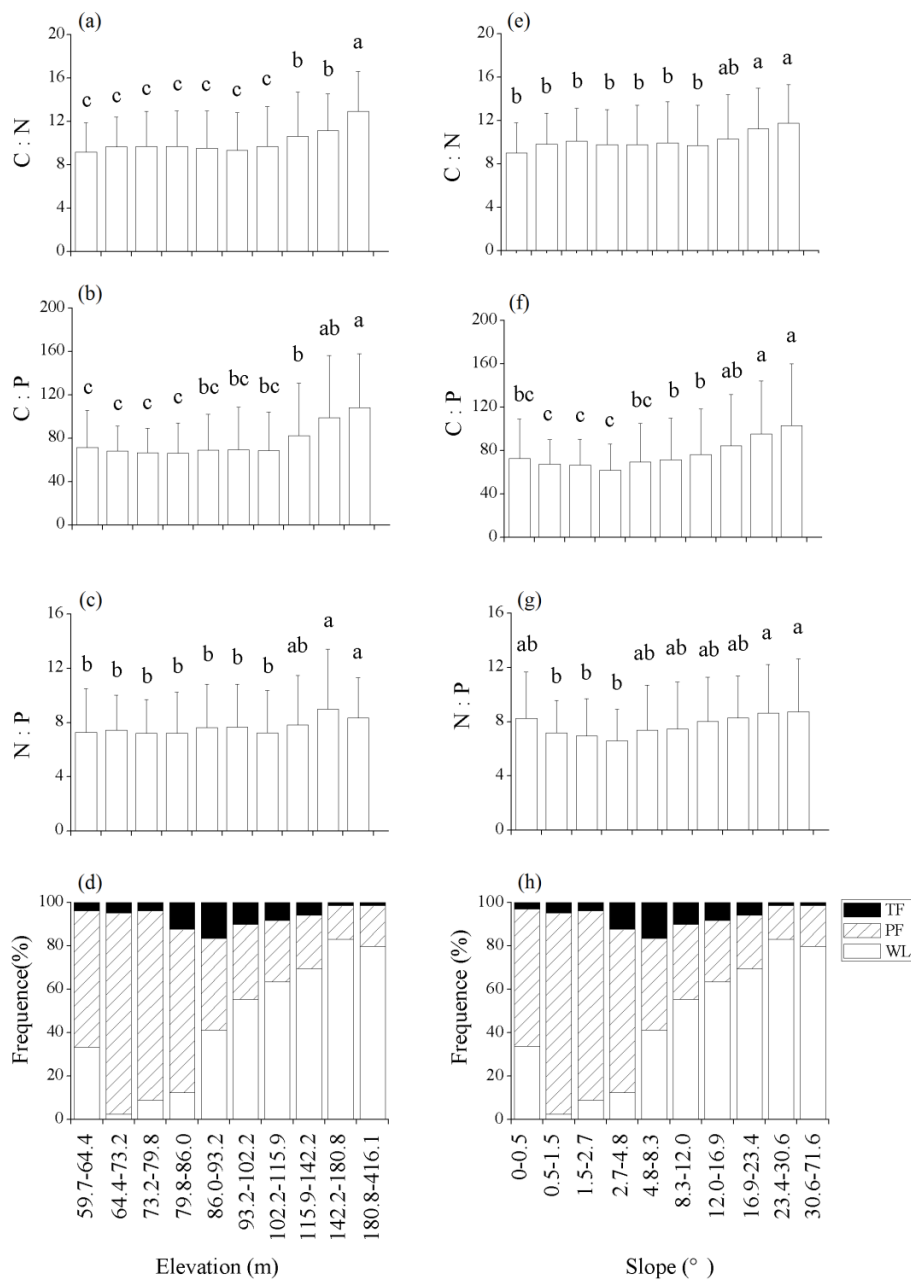 (a)
20
16
12
8
4
0
C : N
c c c c c c c b b a
(e)
20
16
12
8
4
0
C : N
b b b b b b b ab a a
(b)
200
160
120
80
40
0
C : P
c c c c bc bc bc b ab a
(f)
200
160
120
80
40
0
C : P
bc c c c bc b b ab a a
(c)
16
12
8
4
0
N : P
b b b b b b b ab a a
(g)
16
12
8
4
0
N : P
ab b b b ab ab ab ab a a
(d)
100
80
60
40
20
0
Frequence(%)
59.7-64.4
64.4-73.2
73.2-79.8
79.8-86.0
86.0-93.2
93.2-102.2
102.2-115.9
115.9-142.2
142.2-180.8
180.8-416.1
Elevation (m)
(h)
100
80
60
40
20
0
Frequence (%)
0-0.5
0.5-1.5
1.5-2.7
2.7-4.8
4.8-8.3
8.3-12.0
12.0-16.9
16.9-23.4
23.4-30.6
30.6-71.6
Slope (° )
TF
PF
WL